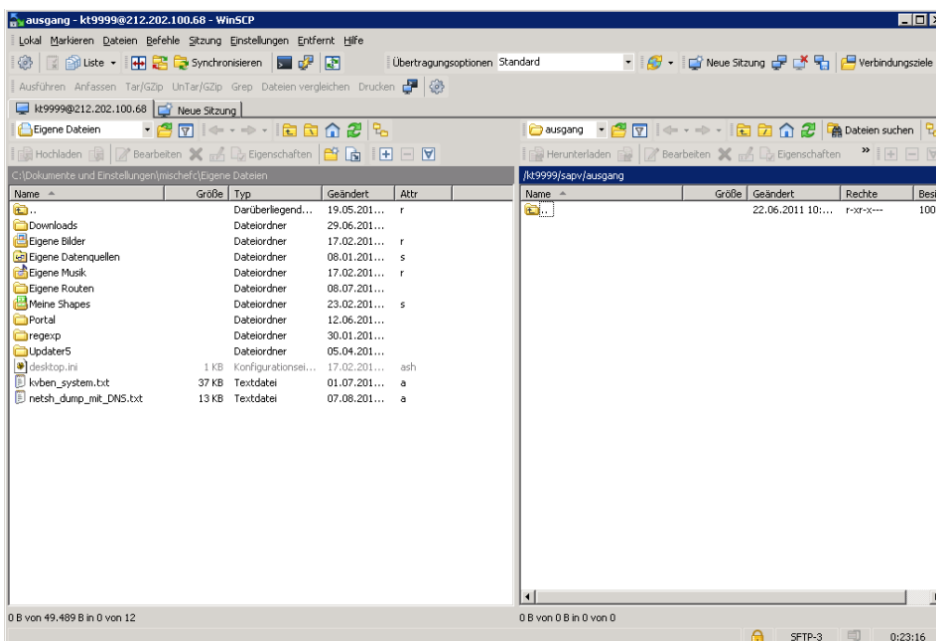 ausgang - kt9999@212.202.100.68 - WinSCP
Lokal Markieren Dateien Befehle Sitzung Einstellungen Entfernt Hilfe
Liste Synchronisieren Übertragungsoptionen Standard Neue Sitzung Verbindungsziele
Ausführen Anfassen Tar/GZip UnTar/GZip Grep Dateien vergleichen Drucken
kt9999@212.202.100.68 Neue Sitzung
Eigene Dateien ausgang Dateien suchen
Hochladen Bearbeiten Eigenschaften Herunterladen Bearbeiten Eigenschaften »
C:\Dokumente und Einstellungen\mischefc\Eigene Dateien /kt9999/sapv/ausgang
Name Größe Typ Geändert Attr Name Größe Geändert Rechte Besi
.. Darüberliegend... 19.05.201... r .. 22.06.2011 10:... r-xr-x--- 100
Downloads Dateiordner 29.06.201...
Eigene Bilder Dateiordner 17.02.201... r
Eigene Datenquellen Dateiordner 08.01.201... s
Eigene Musik Dateiordner 17.02.201... r
Eigene Routen Dateiordner 08.07.201...
Meine Shapes Dateiordner 23.02.201... s
Portal Dateiordner 12.06.201...
regexp Dateiordner 30.01.201...
Updater5 Dateiordner 05.04.201...
desktop.ini 1 KB Konfigurationsei... 17.02.201... ash
kvben_system.txt 37 KB Textdatei 01.07.201... a
netsh_dump_mit_DNS.txt 13 KB Textdatei 07.08.201... a
0 B von 49.489 B in 0 von 12 0 B von 0 B in 0 von 0
SFTP-3 0:23:16